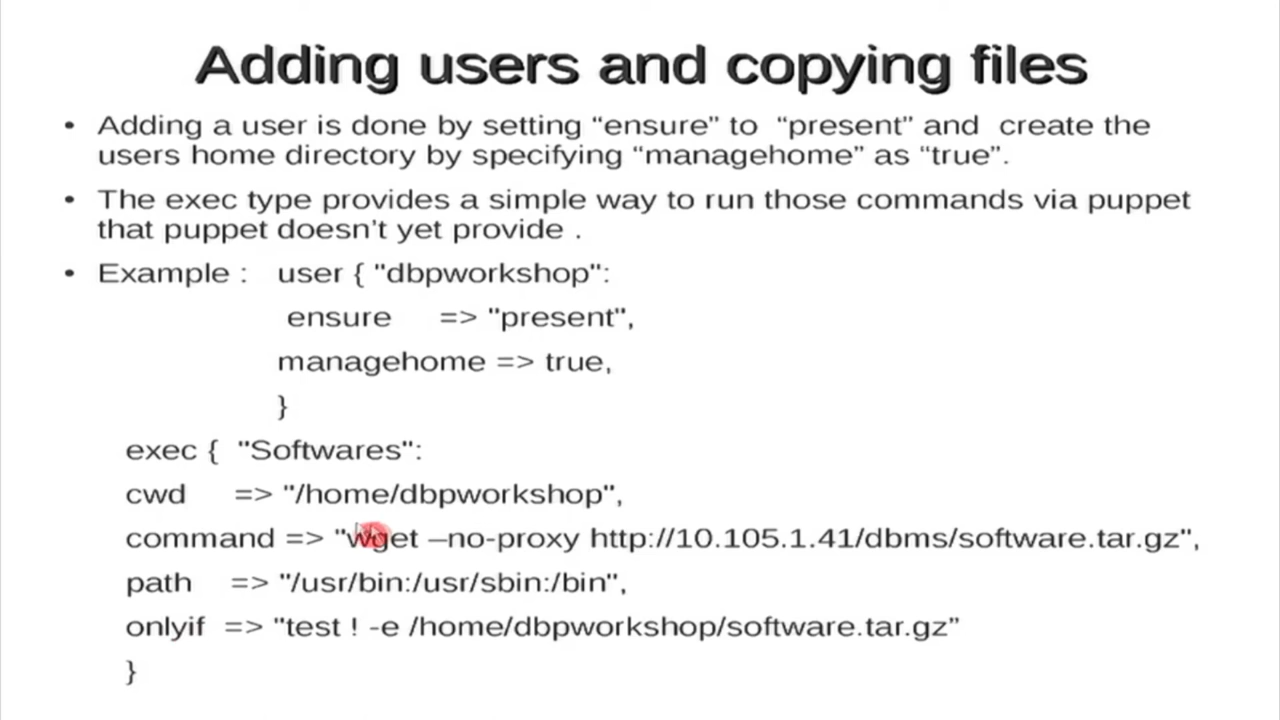 Adding users and copying files
• Adding a user is done by setting “ensure” to “present” and create the
users home directory by specifying “managehome” as “true”.
• The exec type provides a simple way to run those commands via puppet
that puppet doesn't yet provide .
• Example : user { "dbpworkshop":
ensure => "present",
managehome => true,
}
exec { "Softwares":
cwd => "/home/dbpworkshop",
command => "wget –no-proxy http://10.105.1.41/dbms/software.tar.gz",
path => "/usr/bin:/usr/sbin:/bin",
onlyif => "test ! -e /home/dbpworkshop/software.tar.gz”
}